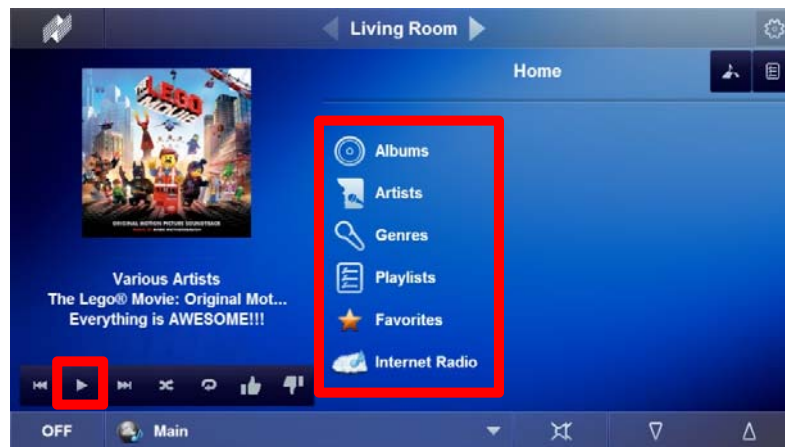 Living Room
Home
THE
LEGO
MOVIE
ORIGINAL MOTION PICTURE SOUNDTRACK
Various Artists
The Lego® Movie: Original Mot...
Everything is AWESOME!!!
Albums
Artists
Genres
Playlists
Favorites
Internet Radio
OFF
Main